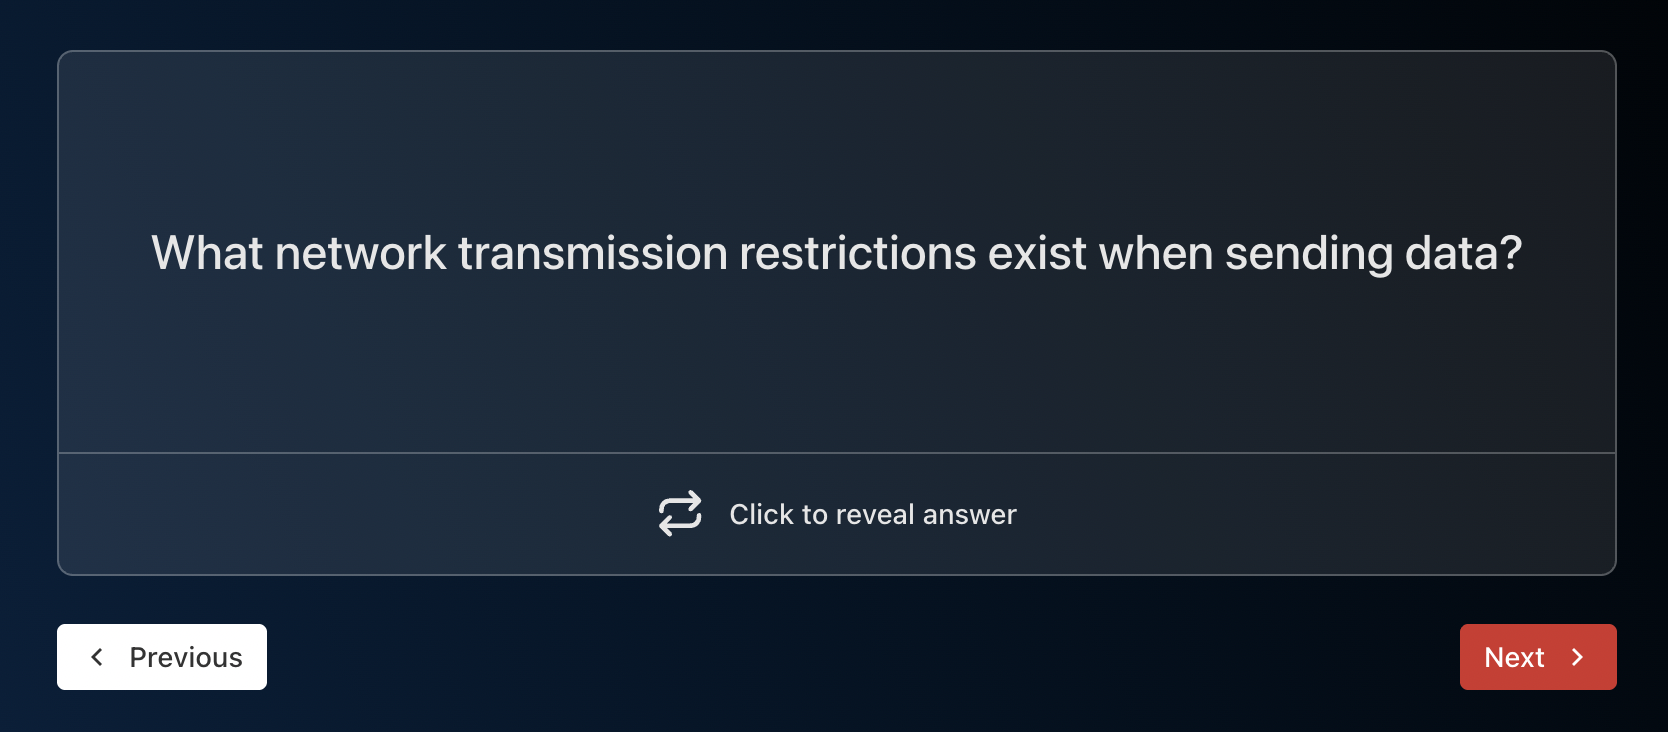 What network transmission restrictions exist when sending data?
Click to reveal answer
Previous
Next